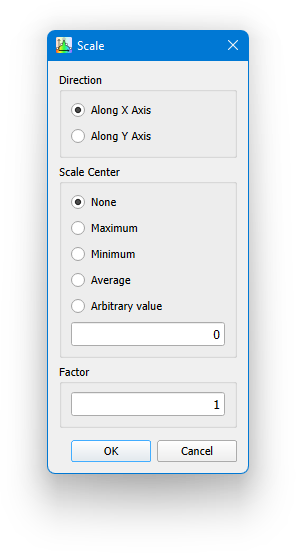 Scale
Direction
Along X Axis
Along Y Axis
Scale Center
None
Maximum
Minimum
Average
Arbitrary value
0
Factor
1
OK Cancel